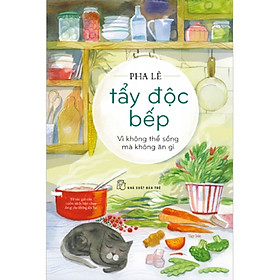 PHA LÊ
tẩy độc
bếp
Vì không thể sống
mà không ăn gì
NHÀ XUẤT BẢN TRẺ